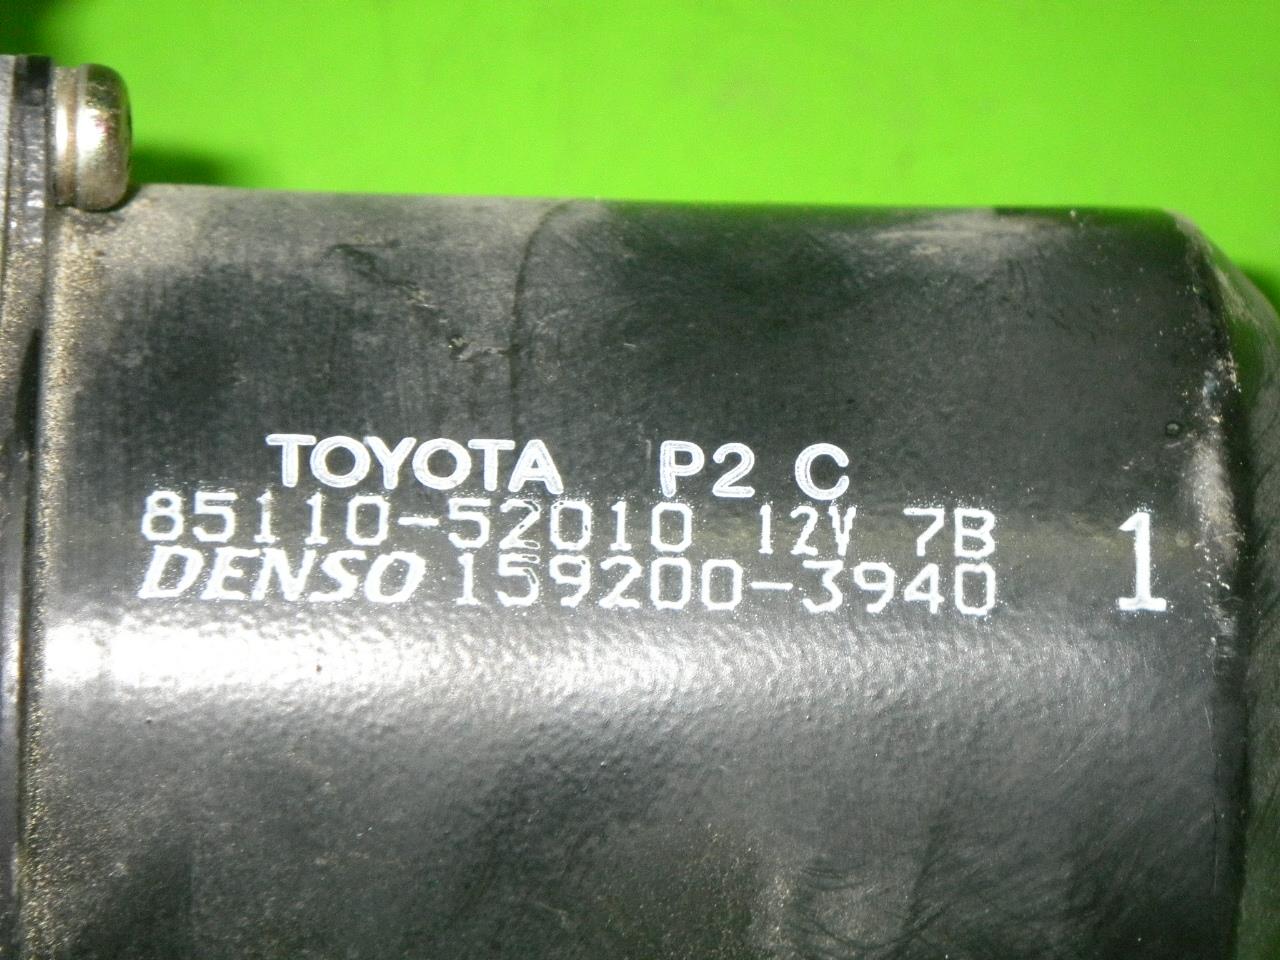 TOYOTA P2 C
85110-52010 12V 7B
DENSO 159200-3940
1